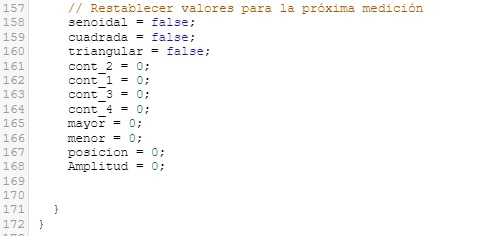 157 // Restablecer valores para la próxima medición
158 senoidal = false;
159 cuadrada = false;
160 triangular = false;
161 cont_2 = 0;
162 cont_1 = 0;
163 cont_3 = 0;
164 cont_4 = 0;
165 mayor = 0;
166 menor = 0;
167 posicion = 0;
168 Amplitud = 0;
169
170
171 }
172 }